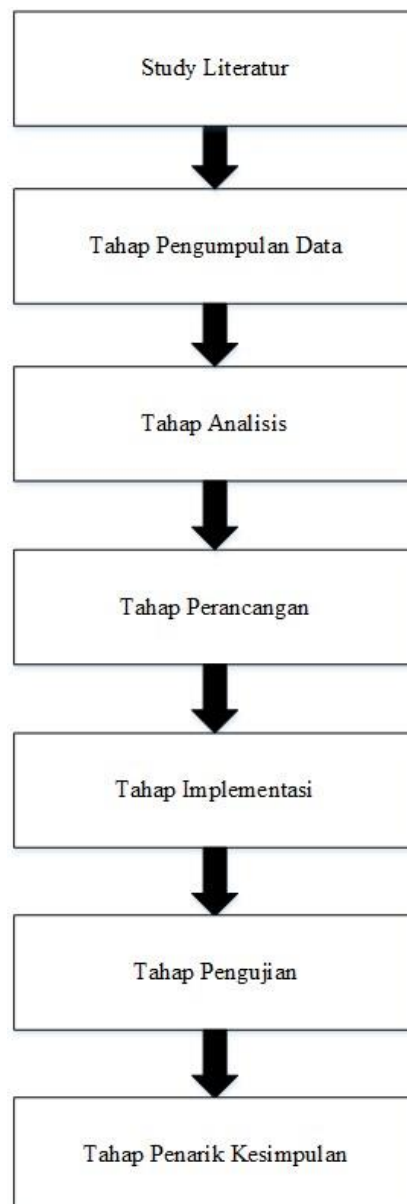 Study Literatur
Tahap Pengumpulan Data
Tahap Analisis
Tahap Perancangan
Tahap Implementasi
Tahap Pengujian
Tahap Penarik Kesimpulan